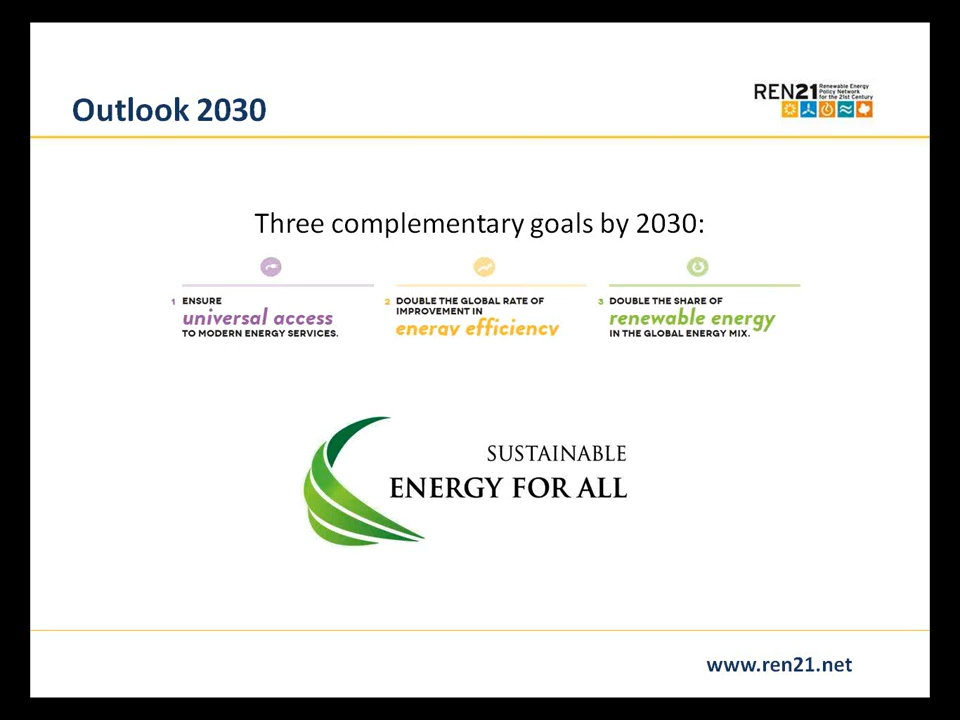 Outlook 2030
REN21 Renewable Energy
Policy Network
for the 21st Century
Three complementary goals by 2030:
1 ENSURE
universal access
TO MODERN ENERGY SERVICES.
2 DOUBLE THE GLOBAL RATE OF
IMPROVEMENT IN
energy efficiency
3 DOUBLE THE SHARE OF
renewable energy
IN THE GLOBAL ENERGY MIX.
SUSTAINABLE
ENERGY FOR ALL
www.ren21.net